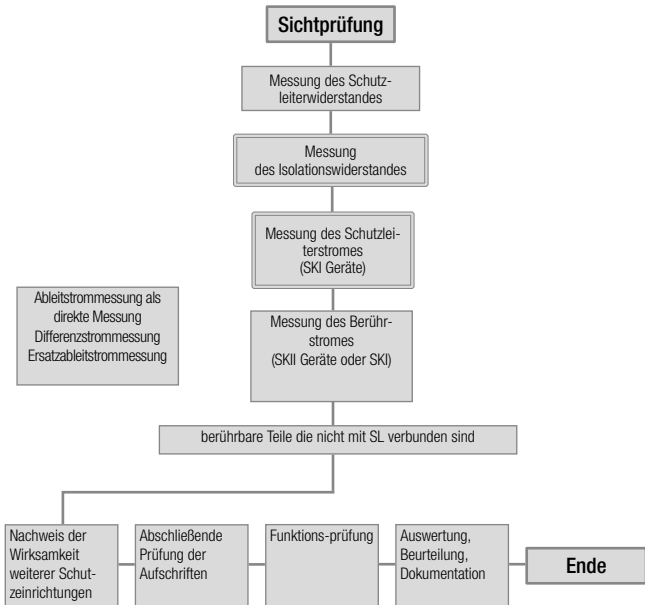 Sichtprüfung
Messung des Schutz-
leiterwiderstandes
Messung
des Isolationswiderstandes
Messung des Schutzlei-
terstromes
(SKI Geräte)
Ableitstrommessung als
direkte Messung
Differenzstrommessung
Ersatzableitstrommessung
Messung des Berühr-
stromes
(SKII Geräte oder SKI)
berührbare Teile die nicht mit SL verbunden sind
Nachweis der
Wirksamkeit
weiterer Schut-
zeinrichtungen
Abschließende
Prüfung der
Aufschriften
Funktions-prüfung
Auswertung,
Beurteilung,
Dokumentation
Ende